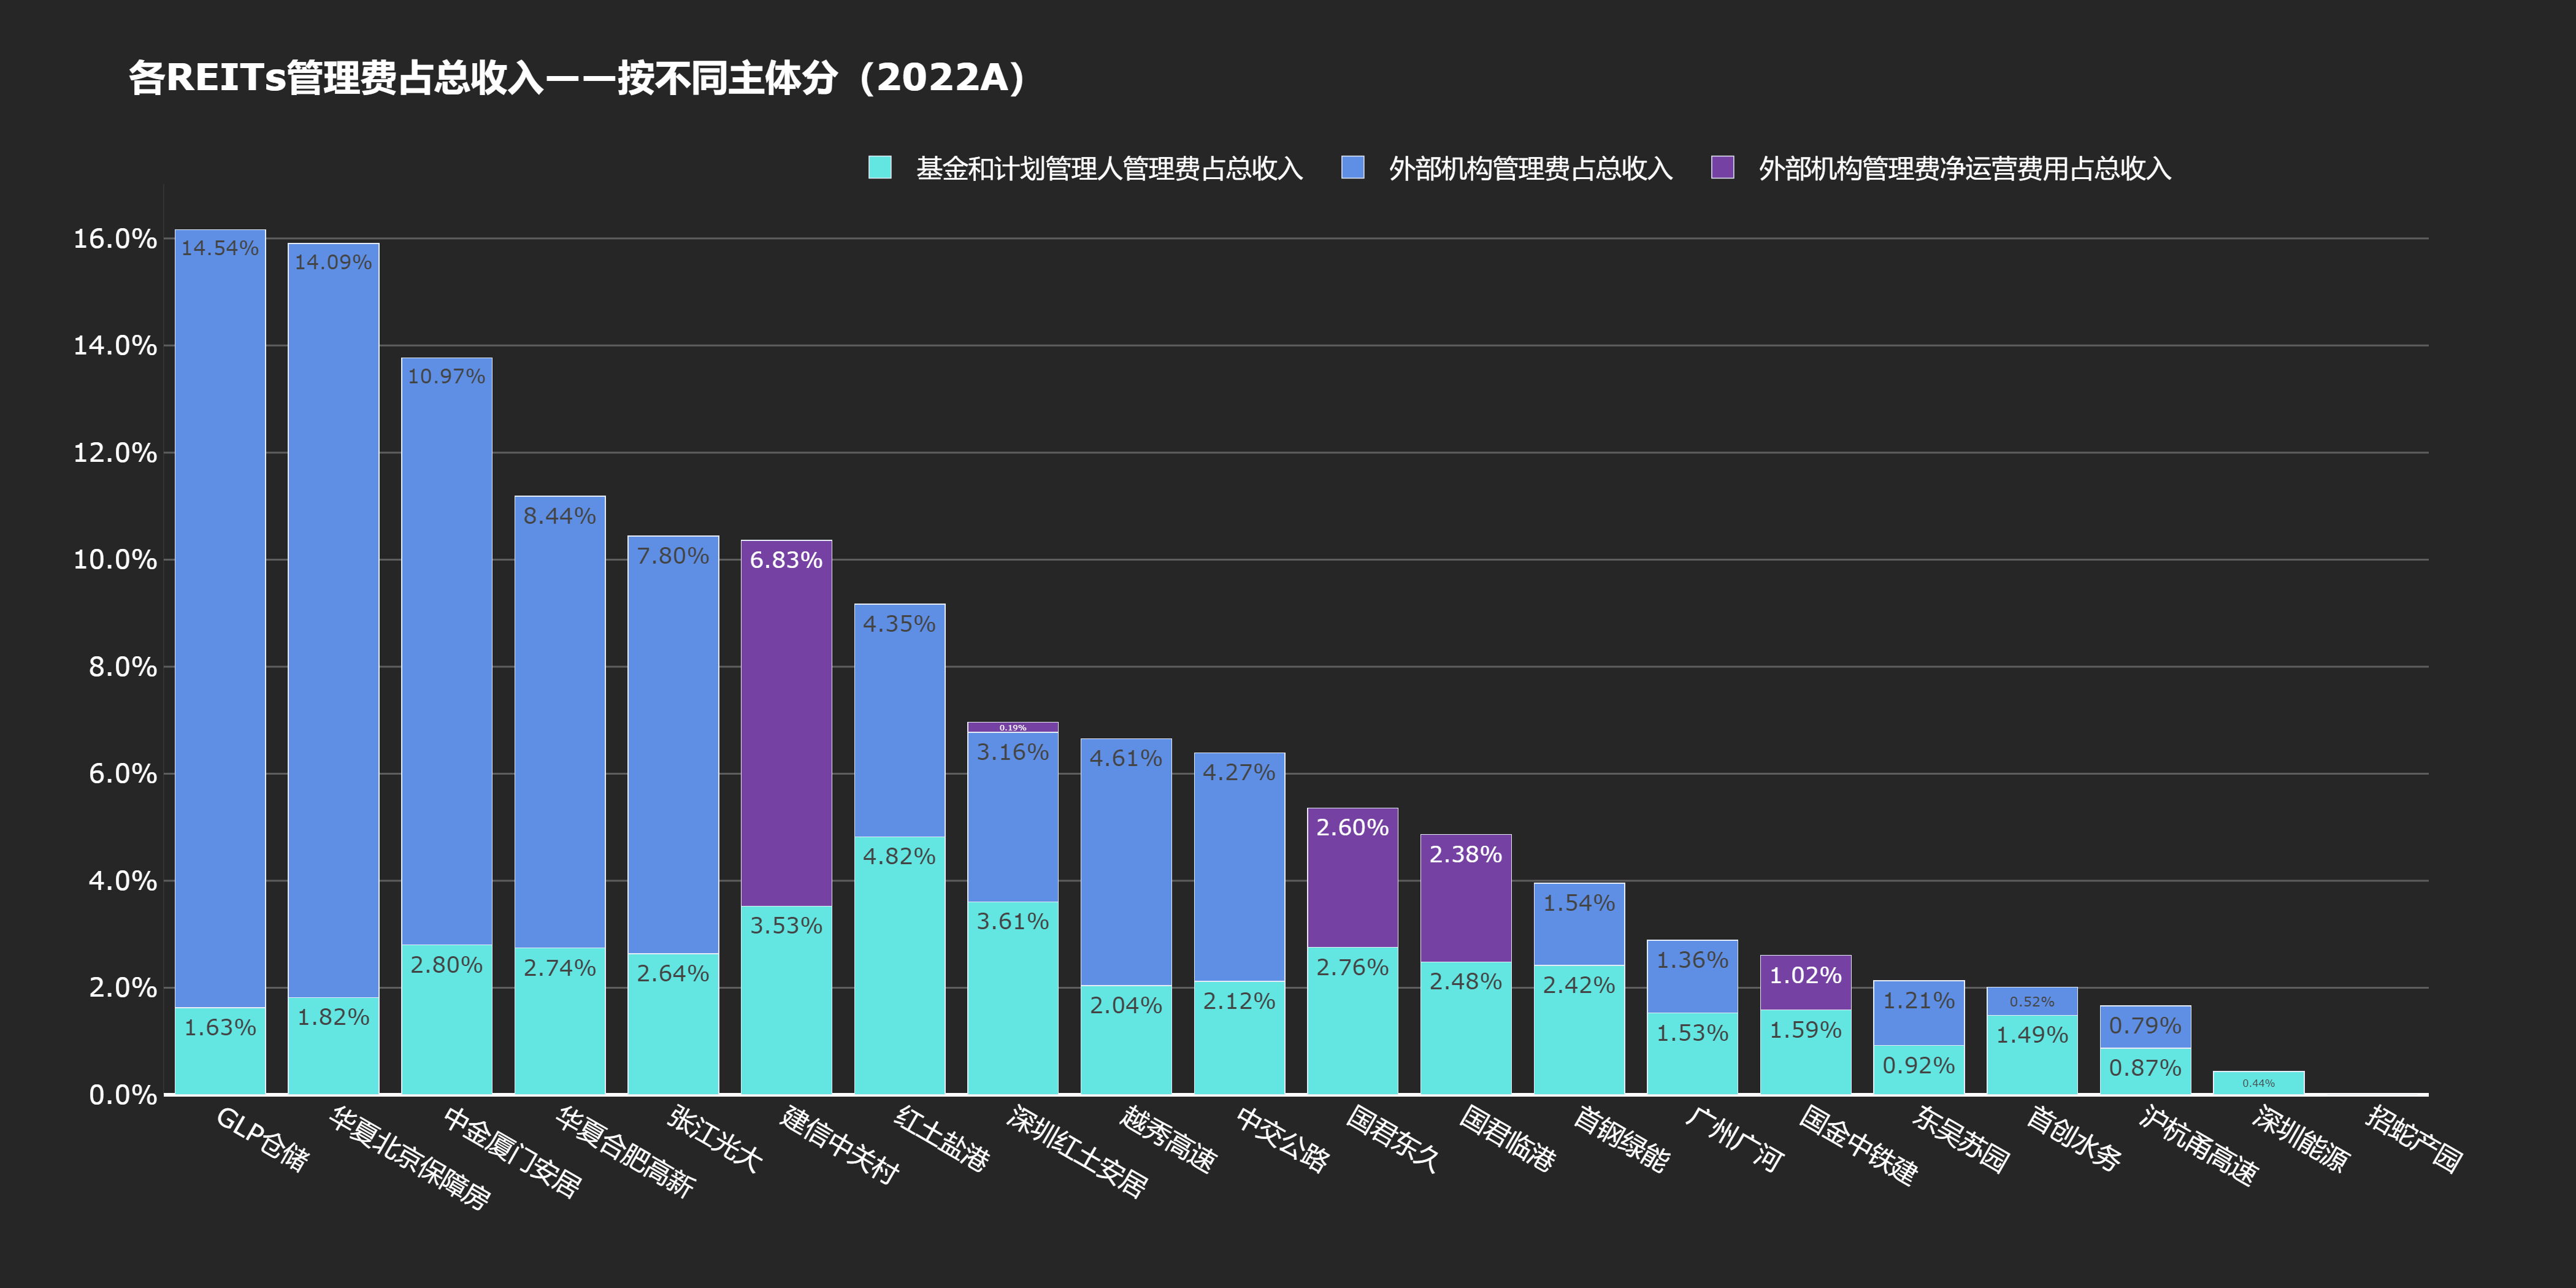 各REITs管理费占总收入——按不同主体分（2022A）
基金和计划管理人管理费占总收入 外部机构管理费占总收入 外部机构管理费净运营费用占总收入
16.0%
14.0%
12.0%
10.0%
8.0%
6.0%
4.0%
2.0%
0.0%
14.54%
1.63%
14.09%
1.82%
10.97%
2.80%
8.44%
2.74%
7.80%
2.64%
6.83%
3.53%
4.35%
4.82%
0.19%
3.16%
3.61%
4.61%
2.04%
4.27%
2.12%
2.60%
2.76%
2.38%
2.48%
1.54%
2.42%
1.36%
1.53%
1.02%
1.59%
1.21%
0.92%
0.52%
1.49%
0.79%
0.87%
0.44%
GLP仓储
华夏北京保障房
中金厦门安居
华夏合肥高新
张江光大
建信中关村
红土盐港
深圳红土安居
越秀高速
中交公路
国君东久
国君临港
首钢绿能
广州广河
国金中铁建
东吴苏园
首创水务
沪杭甬高速
深圳能源
招蛇产园